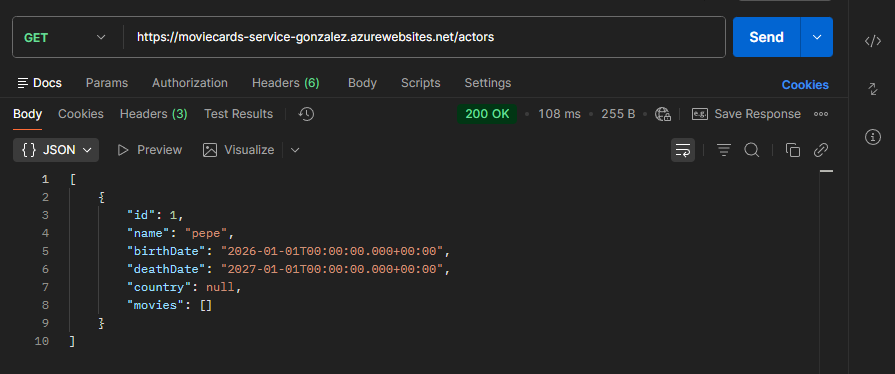 GET https://moviecards-service-gonzalez.azurewebsites.net/actors Send
Docs Params Authorization Headers (6) Body Scripts Settings Cookies
Body Cookies Headers (3) Test Results 200 OK • 108 ms • 255 B e.g. Save Response
{} JSON Preview Visualize
1 [
2 {
3 "id": 1,
4 "name": "pepe",
5 "birthDate": "2026-01-01T00:00:00.000+00:00",
6 "deathDate": "2027-01-01T00:00:00.000+00:00",
7 "country": null,
8 "movies": []
9 }
10 ]